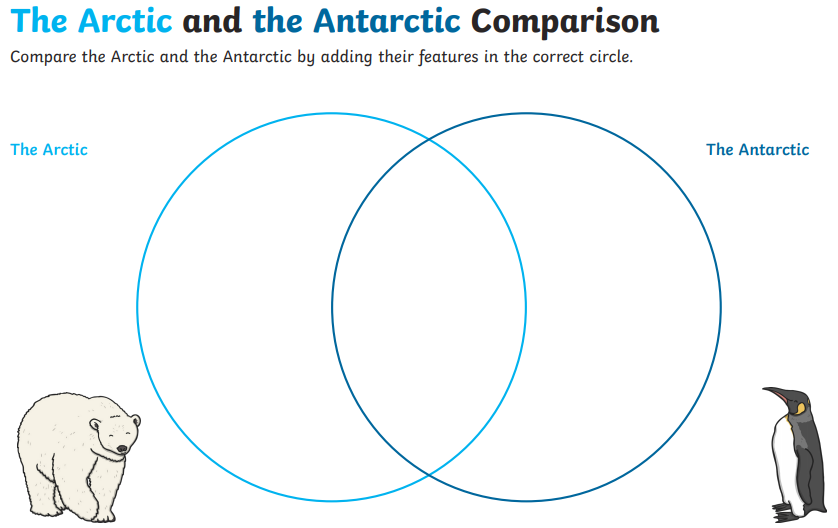 The Arctic and the Antarctic Comparison
Compare the Arctic and the Antarctic by adding their features in the correct circle.
The Arctic
The Antarctic